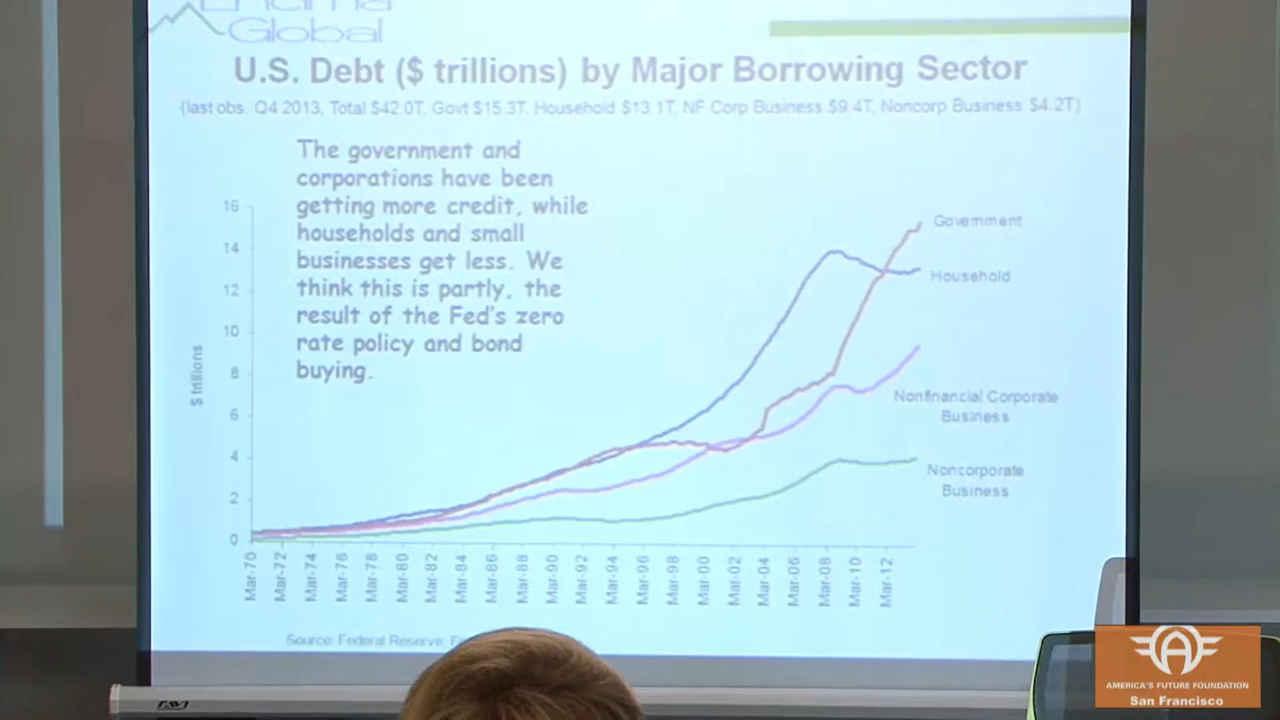 Global
U.S. Debt ($ trillions) by Major Borrowing Sector
(last obs. Q4 2013, Total $42.0T, Govt $15.3T, Household $13.1T, NF Corp Business $9.4T, Noncorp Business $4.2T)
The government and
corporations have been
getting more credit, while
households and small
businesses get less. We
think this is partly, the
result of the Fed's zero
rate policy and bond
buying.
$ trillions
16
14
12
10
8
6
4
2
0
Government
Household
Nonfinancial Corporate
Business
Noncorporate
Business
Mar-70
Mar-72
Mar-74
Mar-76
Mar-78
Mar-80
Mar-82
Mar-84
Mar-86
Mar-88
Mar-90
Mar-92
Mar-94
Mar-96
Mar-98
Mar-00
Mar-02
Mar-04
Mar-06
Mar-08
Mar-10
Mar-12
Source: Federal Reserve,
FAVI
AMERICA'S FUTURE FOUNDATION
San Francisco